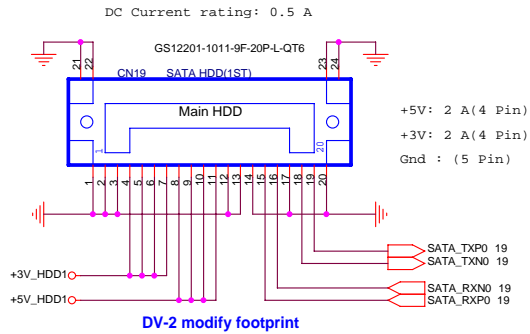 DC Current rating: 0.5 A
GS12201-1011-9F-20P-L-QT6
21
22
23
24
CN19 SATA HDD(1ST)
Main HDD
+5V: 2 A(4 Pin)
+3V: 2 A(4 Pin)
Gnd : (5 Pin)
1
20
1
2
3
4
5
6
7
8
9
10
11
12
13
14
15
16
17
18
19
20
SATA_TXP0 19
SATA_TXN0 19
+3V_HDD1
SATA_RXN0 19
+5V_HDD1
SATA_RXP0 19
DV-2 modify footprint